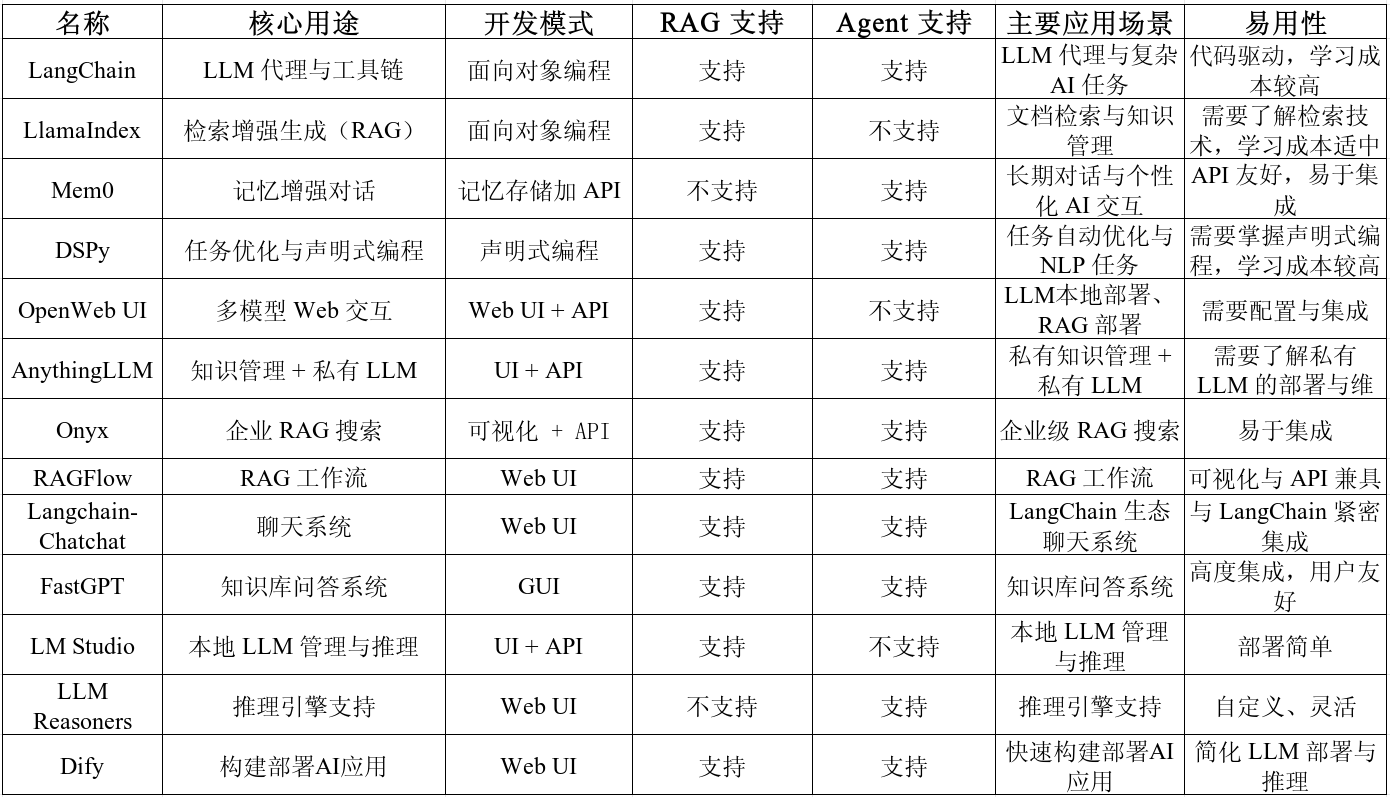 名称 核心用途 开发模式 RAG 支持 Agent 支持 主要应用场景 易用性
LangChain LLM 代理与工具链 面向对象编程 支持 支持 LLM 代理与复杂 代码驱动，学习成
AI 任务 本较高
LlamaIndex 检索增强生成（RAG） 面向对象编程 支持 不支持 文档检索与知识 需要了解检索技
管理 术，学习成本适中
Mem0 记忆增强对话 记忆存储加 API 不支持 支持 长期对话与个性 API 友好，易于集
化 AI 交互 成
DSPy 任务优化与声明式编程 声明式编程 支持 支持 任务自动优化与 需要掌握声明式编
NLP 任务 程，学习成本较高
OpenWeb UI 多模型 Web 交互 Web UI + API 支持 不支持 LLM本地部署、 需要配置与集成
RAG 部署
AnythingLLM 知识管理 + 私有 LLM UI + API 支持 支持 私有知识管理 + 需要了解私有
私有 LLM LLM 的部署与维
Onyx 企业 RAG 搜索 可视化 + API 支持 支持 企业级 RAG 搜索 易于集成
RAGFlow RAG 工作流 Web UI 支持 支持 RAG 工作流 可视化与 API 兼具
Langchain- 聊天系统 Web UI 支持 支持 LangChain 生态 与 LangChain 紧密
Chatchat 聊天系统 集成
FastGPT 知识库问答系统 GUI 支持 支持 知识库问答系统 高度集成，用户友
好
LM Studio 本地 LLM 管理与推理 UI + API 支持 不支持 本地 LLM 管理 部署简单
与推理
LLM 推理引擎支持 Web UI 不支持 支持 推理引擎支持 自定义、灵活
Reasoners
Dify 构建部署AI应用 Web UI 支持 支持 快速构建部署AI 简化 LLM 部署与
应用 推理